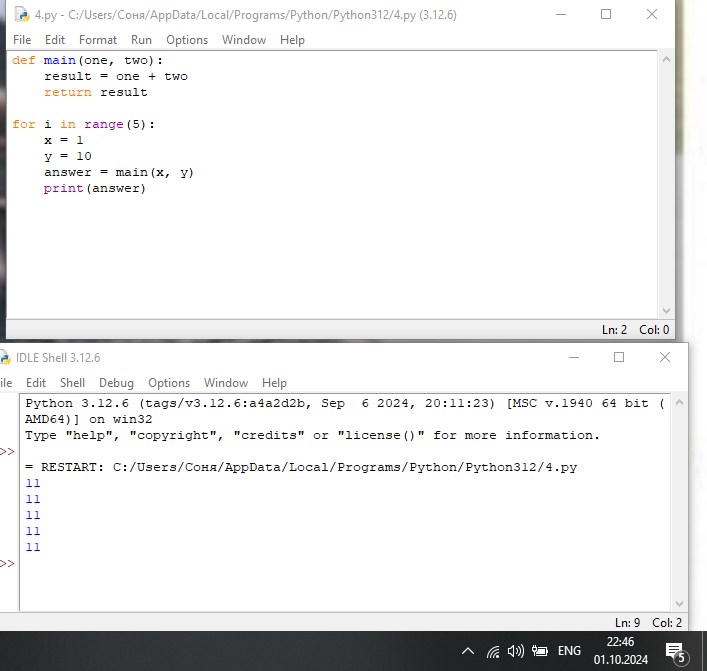 4.py - C:/Users/Соня/AppData/Local/Programs/Python/Python312/4.py (3.12.6)
File Edit Format Run Options Window Help
def main(one, two):
    result = one + two
    return result

for i in range(5):
    x = 1
    y = 10
    answer = main(x, y)
    print(answer)
Ln: 2 Col: 0
IDLE Shell 3.12.6
ile Edit Shell Debug Options Window Help
Python 3.12.6 (tags/v3.12.6:a4a2d2b, Sep  6 2024, 20:11:23) [MSC v.1940 64 bit (
AMD64)] on win32
Type "help", "copyright", "credits" or "license()" for more information.
>>
= RESTART: C:/Users/Соня/AppData/Local/Programs/Python/Python312/4.py
11
11
11
11
11
>>
Ln: 9 Col: 2
ENG
22:46
01.10.2024
5